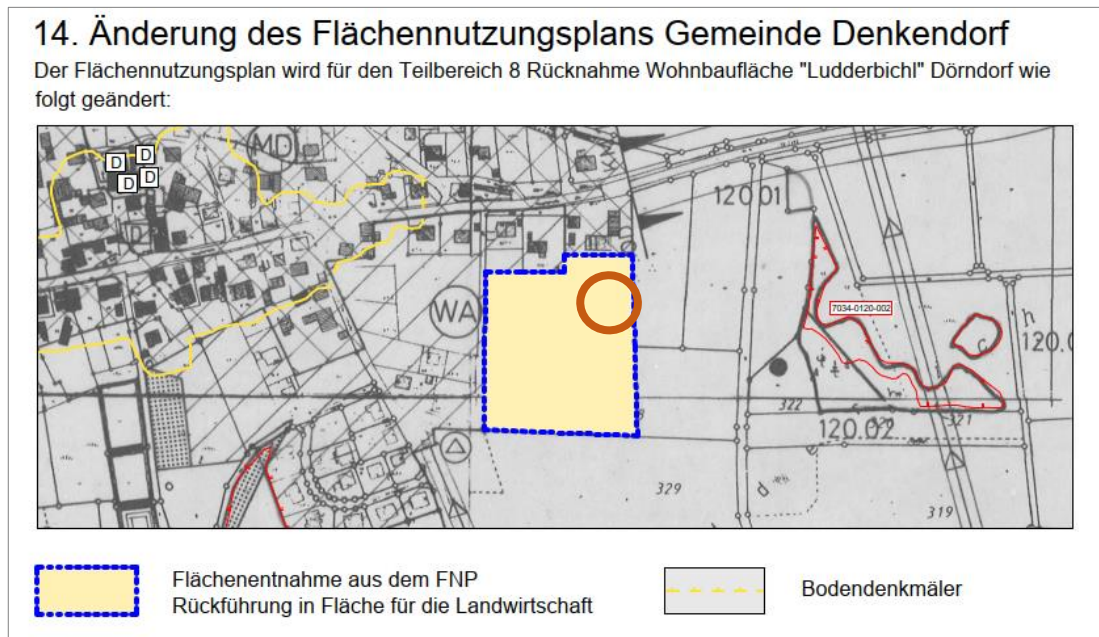 14. Änderung des Flächennutzungsplans Gemeinde Denkendorf
Der Flächennutzungsplan wird für den Teilbereich 8 Rücknahme Wohnbaufläche "Ludderbichl" Dörndorf wie
folgt geändert:
MD
D
D
D
D
120.01
7034-0120-002
WA
120.0
322
321
120.02
329
319
Flächenentnahme aus dem FNP
Rückführung in Fläche für die Landwirtschaft
Bodendenkmäler